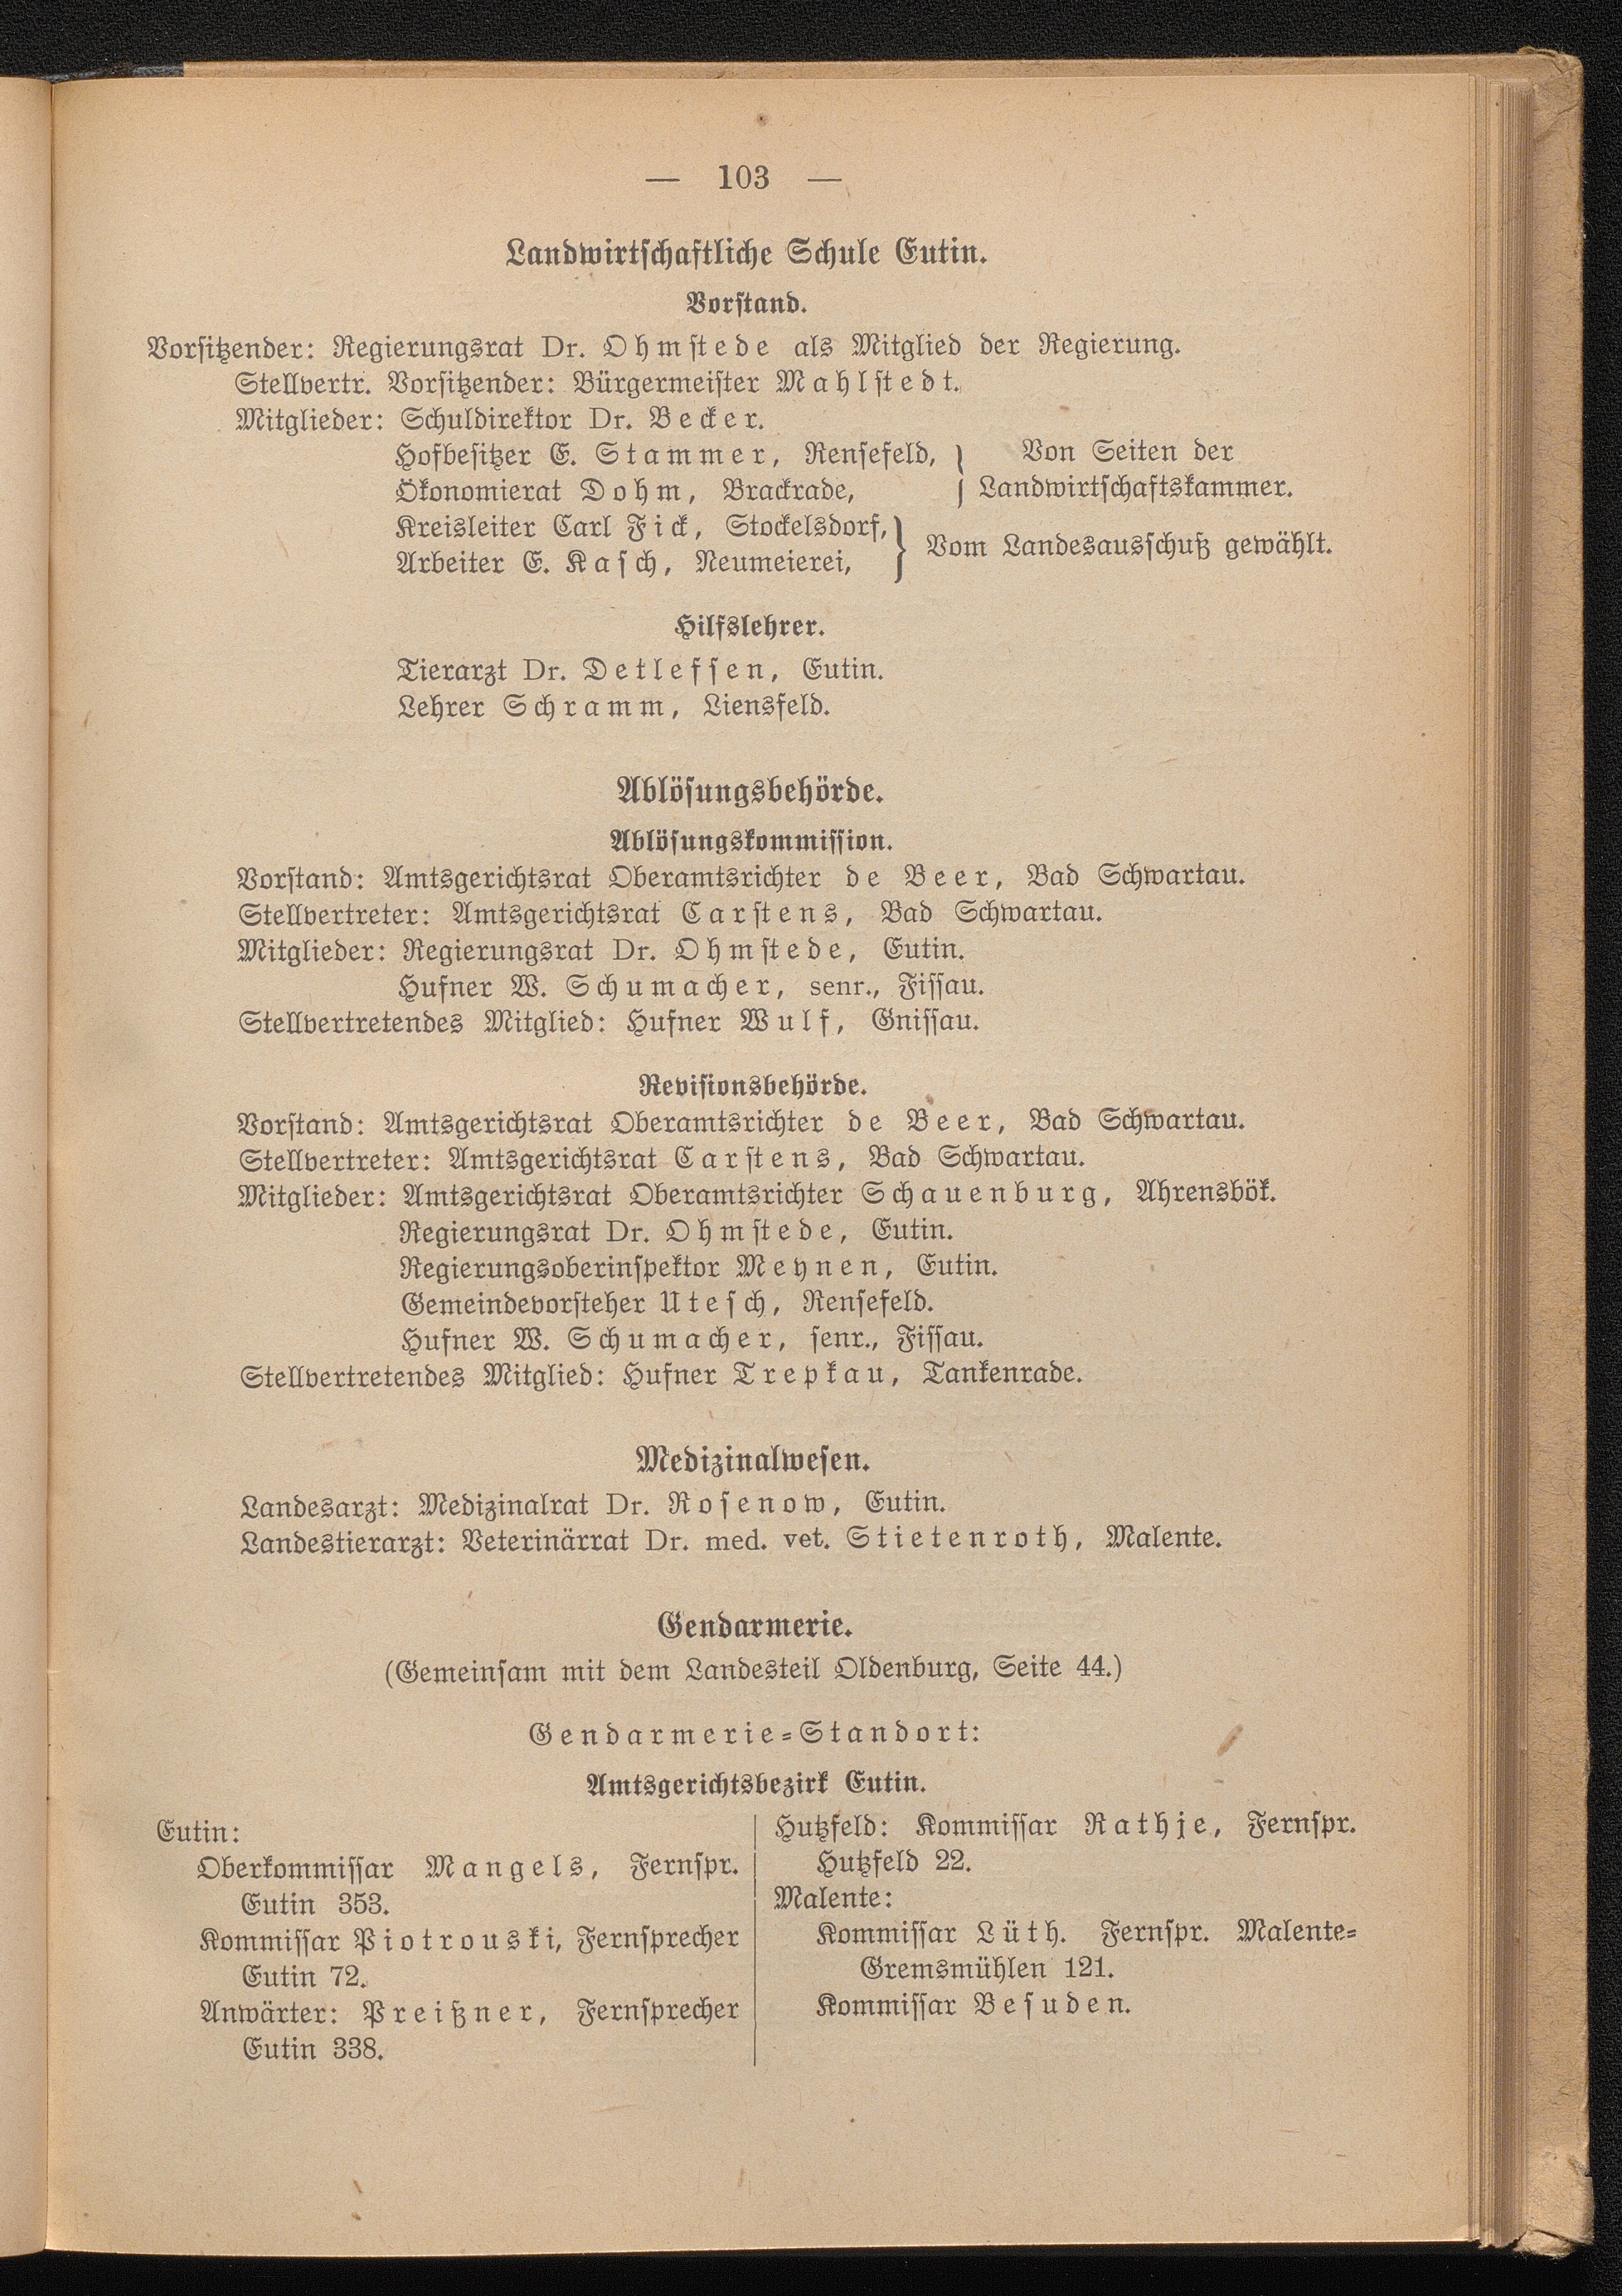 — 103 —
Landwirtschaftliche Schule Eutin.
Vorstand.
Vorsitzender: Regierungsrat Dr. Ohmstede als Mitglied der Regierung.
Stellvertr. Vorsitzender: Bürgermeister Mahlstedt.
Mitglieder: Schuldirektor Dr. Becker.
Hofbesitzer E. Stammer, Rensefeld, } Von Seiten der
Ökonomierat Dohm, Brackrade, } Landwirtschaftskammer.
Kreisleiter Carl Fick, Stockelsdorf, } Vom Landesausschuß gewählt.
Arbeiter E. Kasch, Neumeierei,
Hilfslehrer.
Tierarzt Dr. Detlefsen, Eutin.
Lehrer Schramm, Liensfeld.
Ablösungsbehörde.
Ablösungskommission.
Vorstand: Amtsgerichtsrat Oberamtsrichter de Beer, Bad Schwartau.
Stellvertreter: Amtsgerichtsrat Carstens, Bad Schwartau.
Mitglieder: Regierungsrat Dr. Ohmstede, Eutin.
Hufner W. Schumacher, senr., Fissau.
Stellvertretendes Mitglied: Hufner Wulf, Gnissau.
Revisionsbehörde.
Vorstand: Amtsgerichtsrat Oberamtsrichter de Beer, Bad Schwartau.
Stellvertreter: Amtsgerichtsrat Carstens, Bad Schwartau.
Mitglieder: Amtsgerichtsrat Oberamtsrichter Schauenburg, Ahrensbök.
Regierungsrat Dr. Ohmstede, Eutin.
Regierungsoberinspektor Meynen, Eutin.
Gemeindevorsteher Utesch, Rensefeld.
Hufner W. Schumacher, senr., Fissau.
Stellvertretendes Mitglied: Hufner Trepkau, Tankenrade.
Medizinalwesen.
Landesarzt: Medizinalrat Dr. Rosenow, Eutin.
Landestierarzt: Veterinärrat Dr. med. vet. Stietenroth, Malente.
Gendarmerie.
(Gemeinsam mit dem Landesteil Oldenburg, Seite 44.)
Gendarmerie=Standort:
Amtsgerichtsbezirk Eutin.
Eutin:
Oberkommissar Mangels, Fernspr.
Eutin 353.
Kommissar Piotrouski, Fernsprecher
Eutin 72.
Anwärter: Preißner, Fernsprecher
Eutin 338.
Hutzfeld: Kommissar Rathje, Fernspr.
Hutzfeld 22.
Malente:
Kommissar Lüth. Fernspr. Malente=
Gremsmühlen 121.
Kommissar Besuden.